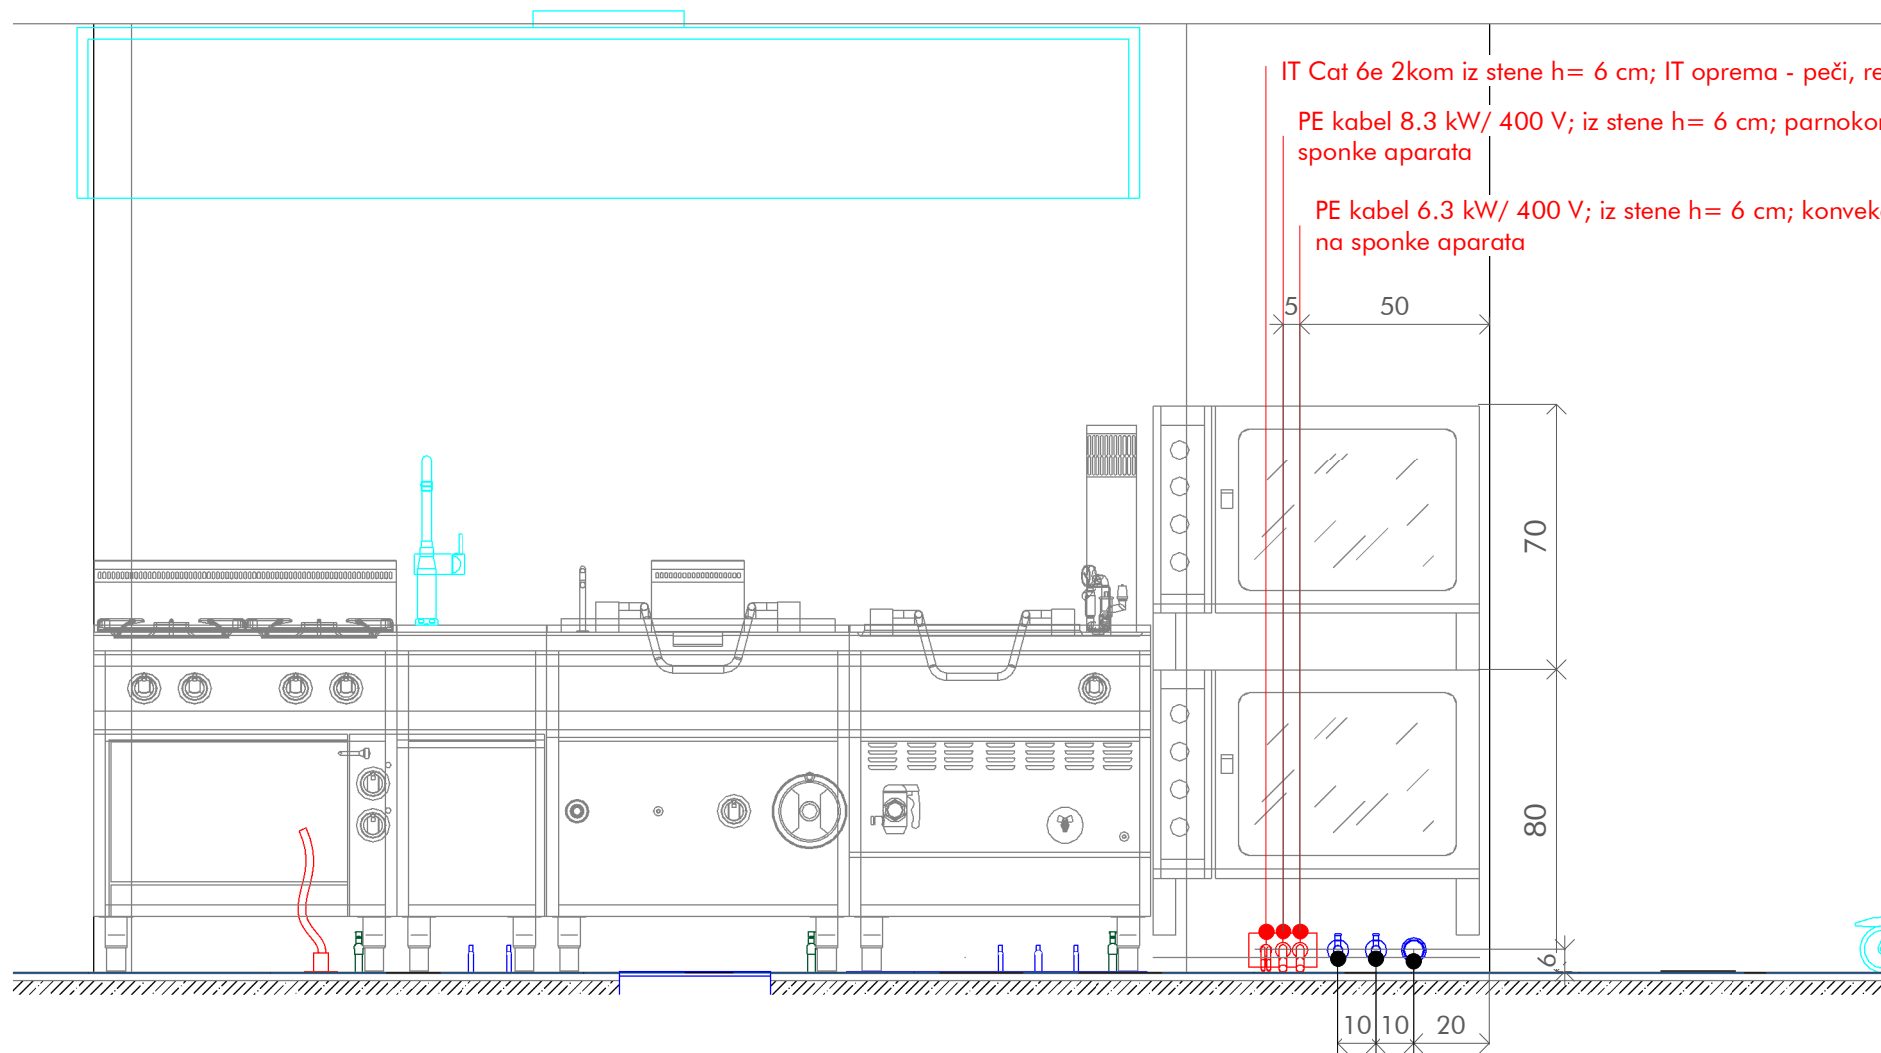 IT Cat 6e 2kom iz stene h= 6 cm; IT oprema - peči, re
PE kabel 8.3 kW/ 400 V; iz stene h= 6 cm; parnokon
sponke aparata
PE kabel 6.3 kW/ 400 V; iz stene h= 6 cm; konvek
na sponke aparata
5 50
70
80
6
10 10 20